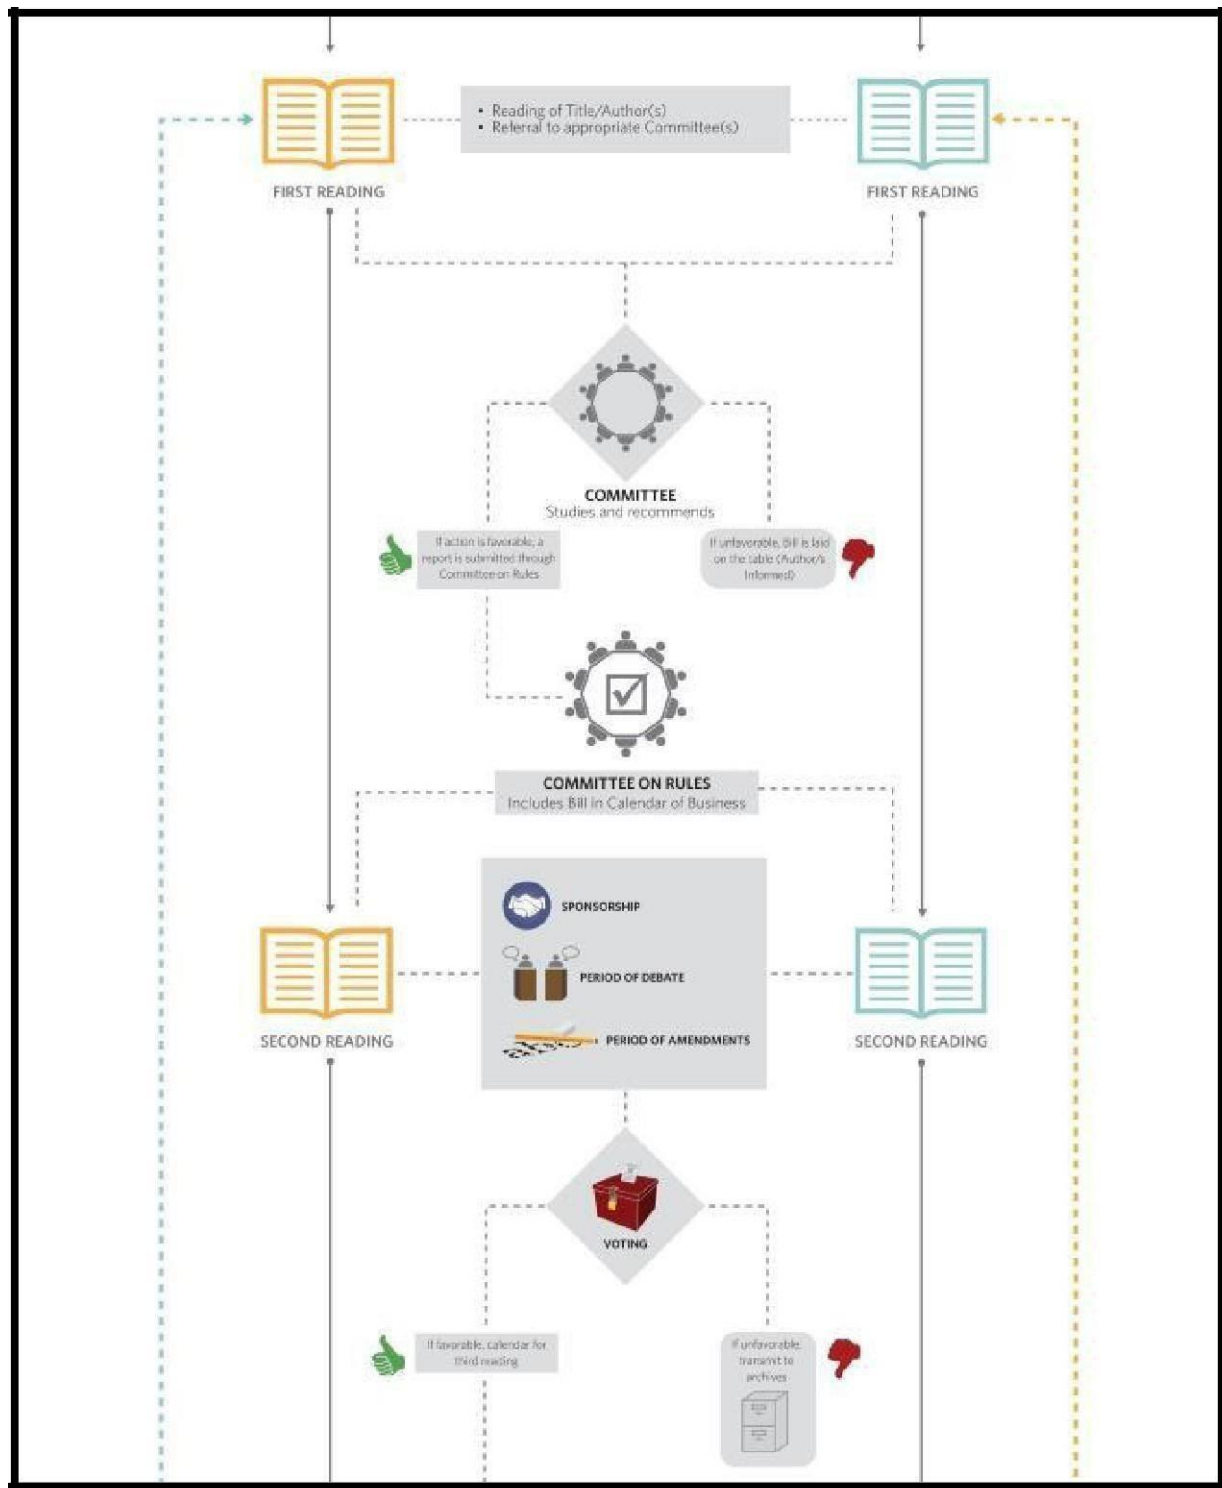 • Reading of Title/Author(s)
• Referral to appropriate Committee(s)
FIRST READING
FIRST READING
COMMITTEE
Studies and recommends
If action is favorable, a
report is submitted through
Committee on Rules
If unfavorable, Bill is laid
on the table (Author/s
Informed)
COMMITTEE ON RULES
Includes Bill in Calendar of Business
SPONSORSHIP
PERIOD OF DEBATE
PERIOD OF AMENDMENTS
SECOND READING
SECOND READING
VOTING
If favorable, calendar for
third reading
If unfavorable,
transmit to
archives